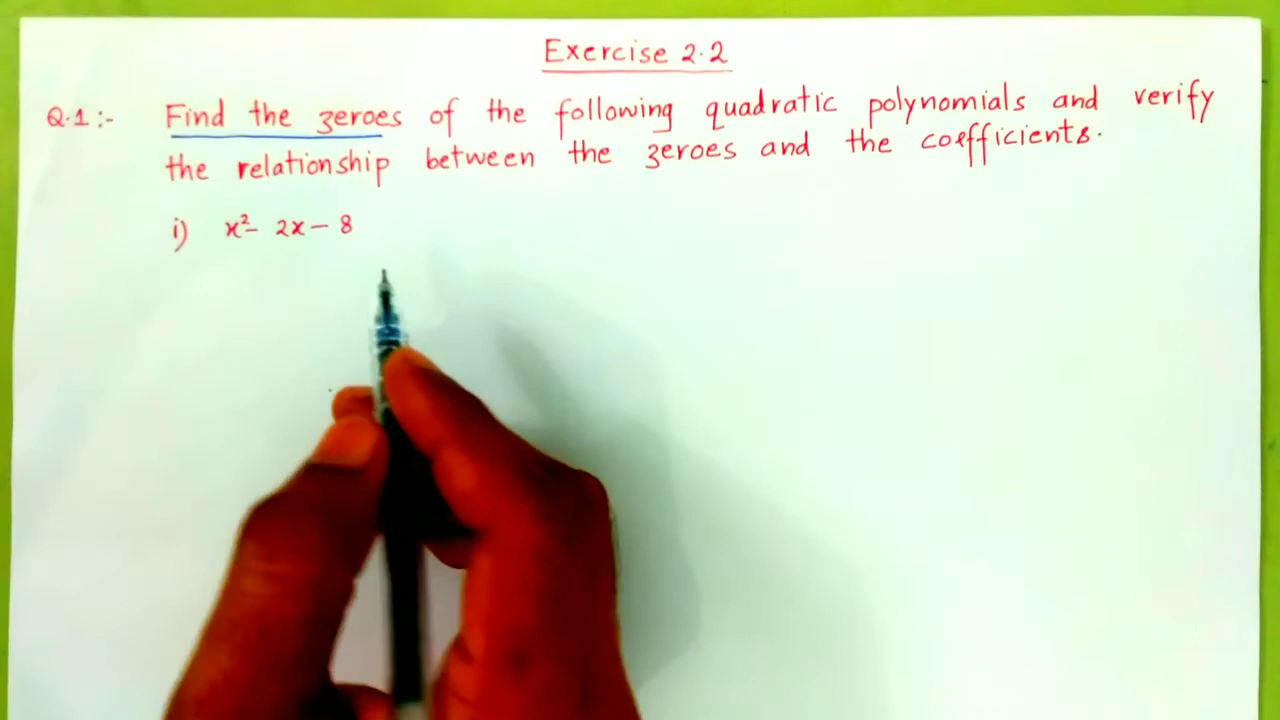 Exercise 2.2
Q.1:- Find the zeroes of the following quadratic polynomials and verify
the relationship between the zeroes and the coefficients.
i) x² - 2x - 8